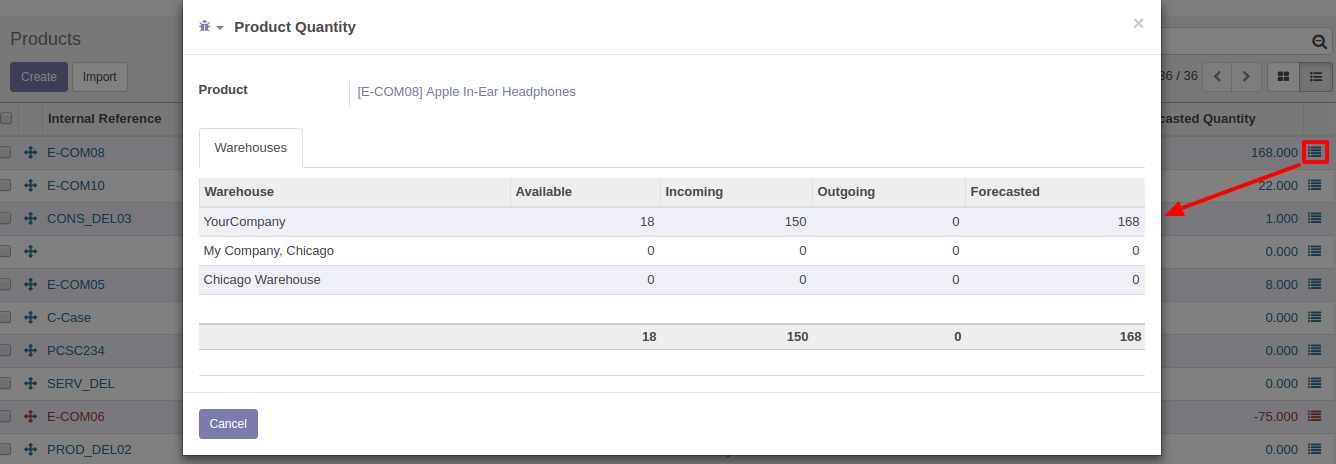 Product Quantity ×
Products
Create Import
36 / 36
Product [E-COM08] Apple In-Ear Headphones
Internal Reference
casted Quantity
Warehouses
E-COM08 168.000
E-COM10 22.000
CONS_DEL03 1.000
0.000
E-COM05 8.000
C-Case 0.000
PCSC234 0.000
SERV_DEL 0.000
E-COM06 -75.000
PROD_DEL02 0.000
Warehouse Available Incoming Outgoing Forecasted
YourCompany 18 150 0 168
My Company, Chicago 0 0 0 0
Chicago Warehouse 0 0 0 0
18 150 0 168
Cancel